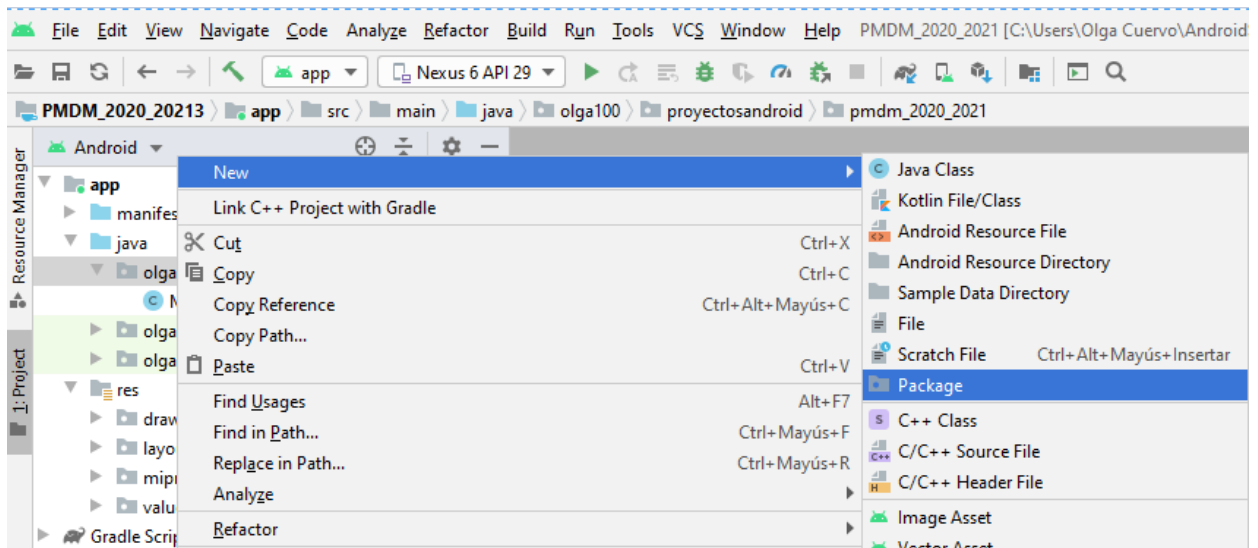 File Edit View Navigate Code Analyze Refactor Build Run Tools VCS Window Help PMDM_2020_2021 [C:\Users\Olga Cuervo\Android
app Nexus 6 API 29
PMDM_2020_20213 app src main java olga100 proyectosandroid pmdm_2020_2021
Resource Manager
1: Project
Android
app
manifes
java
olga
olga
olga
res
draw
layo
mip
valu
Gradle Scrip
New
Link C++ Project with Gradle
Cut Ctrl+X
Copy Ctrl+C
Copy Reference Ctrl+Alt+Mayús+C
Copy Path...
Paste Ctrl+V
Find Usages Alt+F7
Find in Path... Ctrl+Mayús+F
Replace in Path... Ctrl+Mayús+R
Analyze
Refactor
Java Class
Kotlin File/Class
Android Resource File
Android Resource Directory
Sample Data Directory
File
Scratch File Ctrl+Alt+Mayús+Insertar
Package
C++ Class
C/C++ Source File
C/C++ Header File
Image Asset
Vector Asset